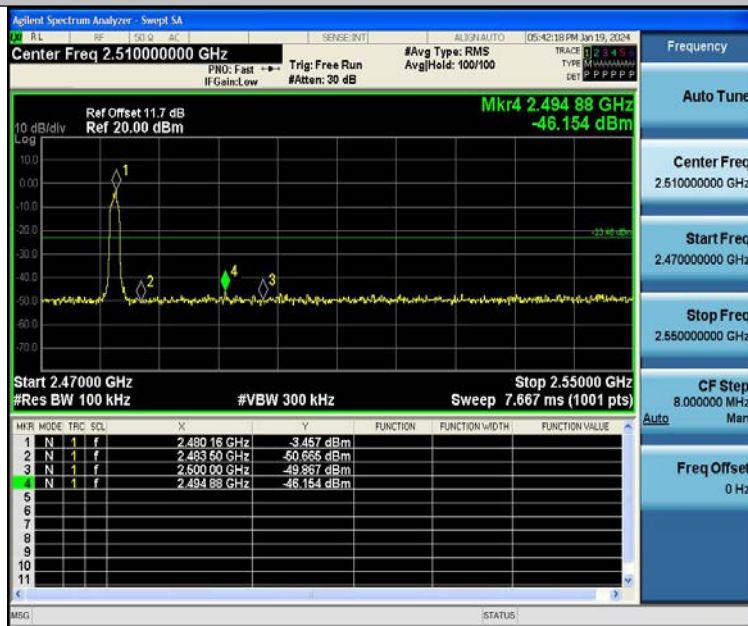 Agilent Spectrum Analyzer - Swept SA
RL RF 50 Ω AC SENSE:INT ALIGN AUTO 05:42:18 PM Jan 19, 2024
Center Freq 2.510000000 GHz
PNO: Fast
IFGain:Low
Trig: Free Run
#Atten: 30 dB
#Avg Type: RMS
Avg|Hold: 100/100
TRACE 1 2 3 4 5 6
TYPE M
DET P P P P P P
Mkr4 2.494 88 GHz
-46.154 dBm
Ref Offset 11.7 dB
10 dB/div Ref 20.00 dBm
Log
10.0
0.00
-10.0
-20.0
-30.0
-40.0
-50.0
-60.0
-70.0
1
2
4
3
Start 2.47000 GHz Stop 2.55000 GHz
#Res BW 100 kHz #VBW 300 kHz Sweep 7.667 ms (1001 pts)
MKR MODE TRC SCL X Y FUNCTION FUNCTION WIDTH FUNCTION VALUE
1 N 1 f 2.480 16 GHz -3.457 dBm
2 N 1 f 2.483 50 GHz -50.665 dBm
3 N 1 f 2.500 00 GHz -49.867 dBm
4 N 1 f 2.494 88 GHz -46.154 dBm
5
6
7
8
9
10
11
MSG STATUS
Frequency
Auto Tune
Center Freq
2.510000000 GHz
Start Freq
2.470000000 GHz
Stop Freq
2.550000000 GHz
CF Step
8.000000 MHz
Auto Man
Freq Offset
0 Hz